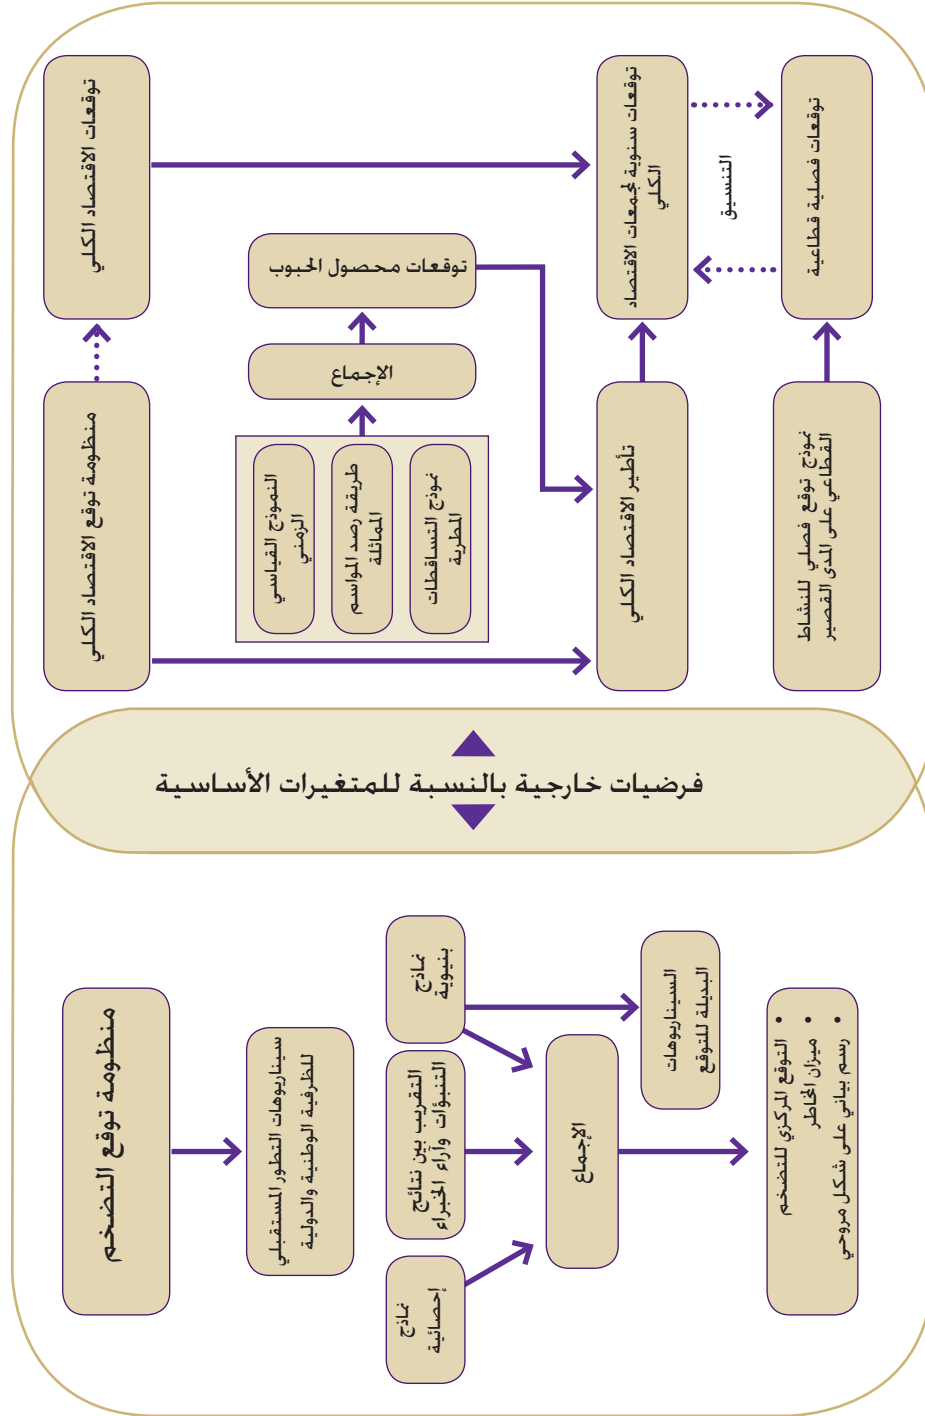 توقعات الاقتصاد الكلي
منظومة توقع الاقتصاد الكلي
توقعات محصول الحبوب
الإجماع
النموذج القياسي
الزمني
طريقة رصد المواسم
المماثلة
نموذج التساقطات
المطرية
توقعات سنوية لمجمعات الاقتصاد
الكلي
التنسيق
توقعات فصلية قطاعية
تأطير الاقتصاد الكلي
نموذج توقع فصلي للنشاط
القطاعي على المدى القصير
فرضيات خارجية بالنسبة للمتغيرات الأساسية
منظومة توقع التضخم
سيناريوهات التطور المستقبلي
للظرفية الوطنية والدولية
نماذج
بنيوية
التقريب بين نتائج
التنبؤات وآراء الخبراء
نماذج
إحصائية
السيناريوهات
البديلة للتوقع
الإجماع
• التوقع المركزي للتضخم
• ميزان المخاطر
• رسم بياني على شكل مروحي